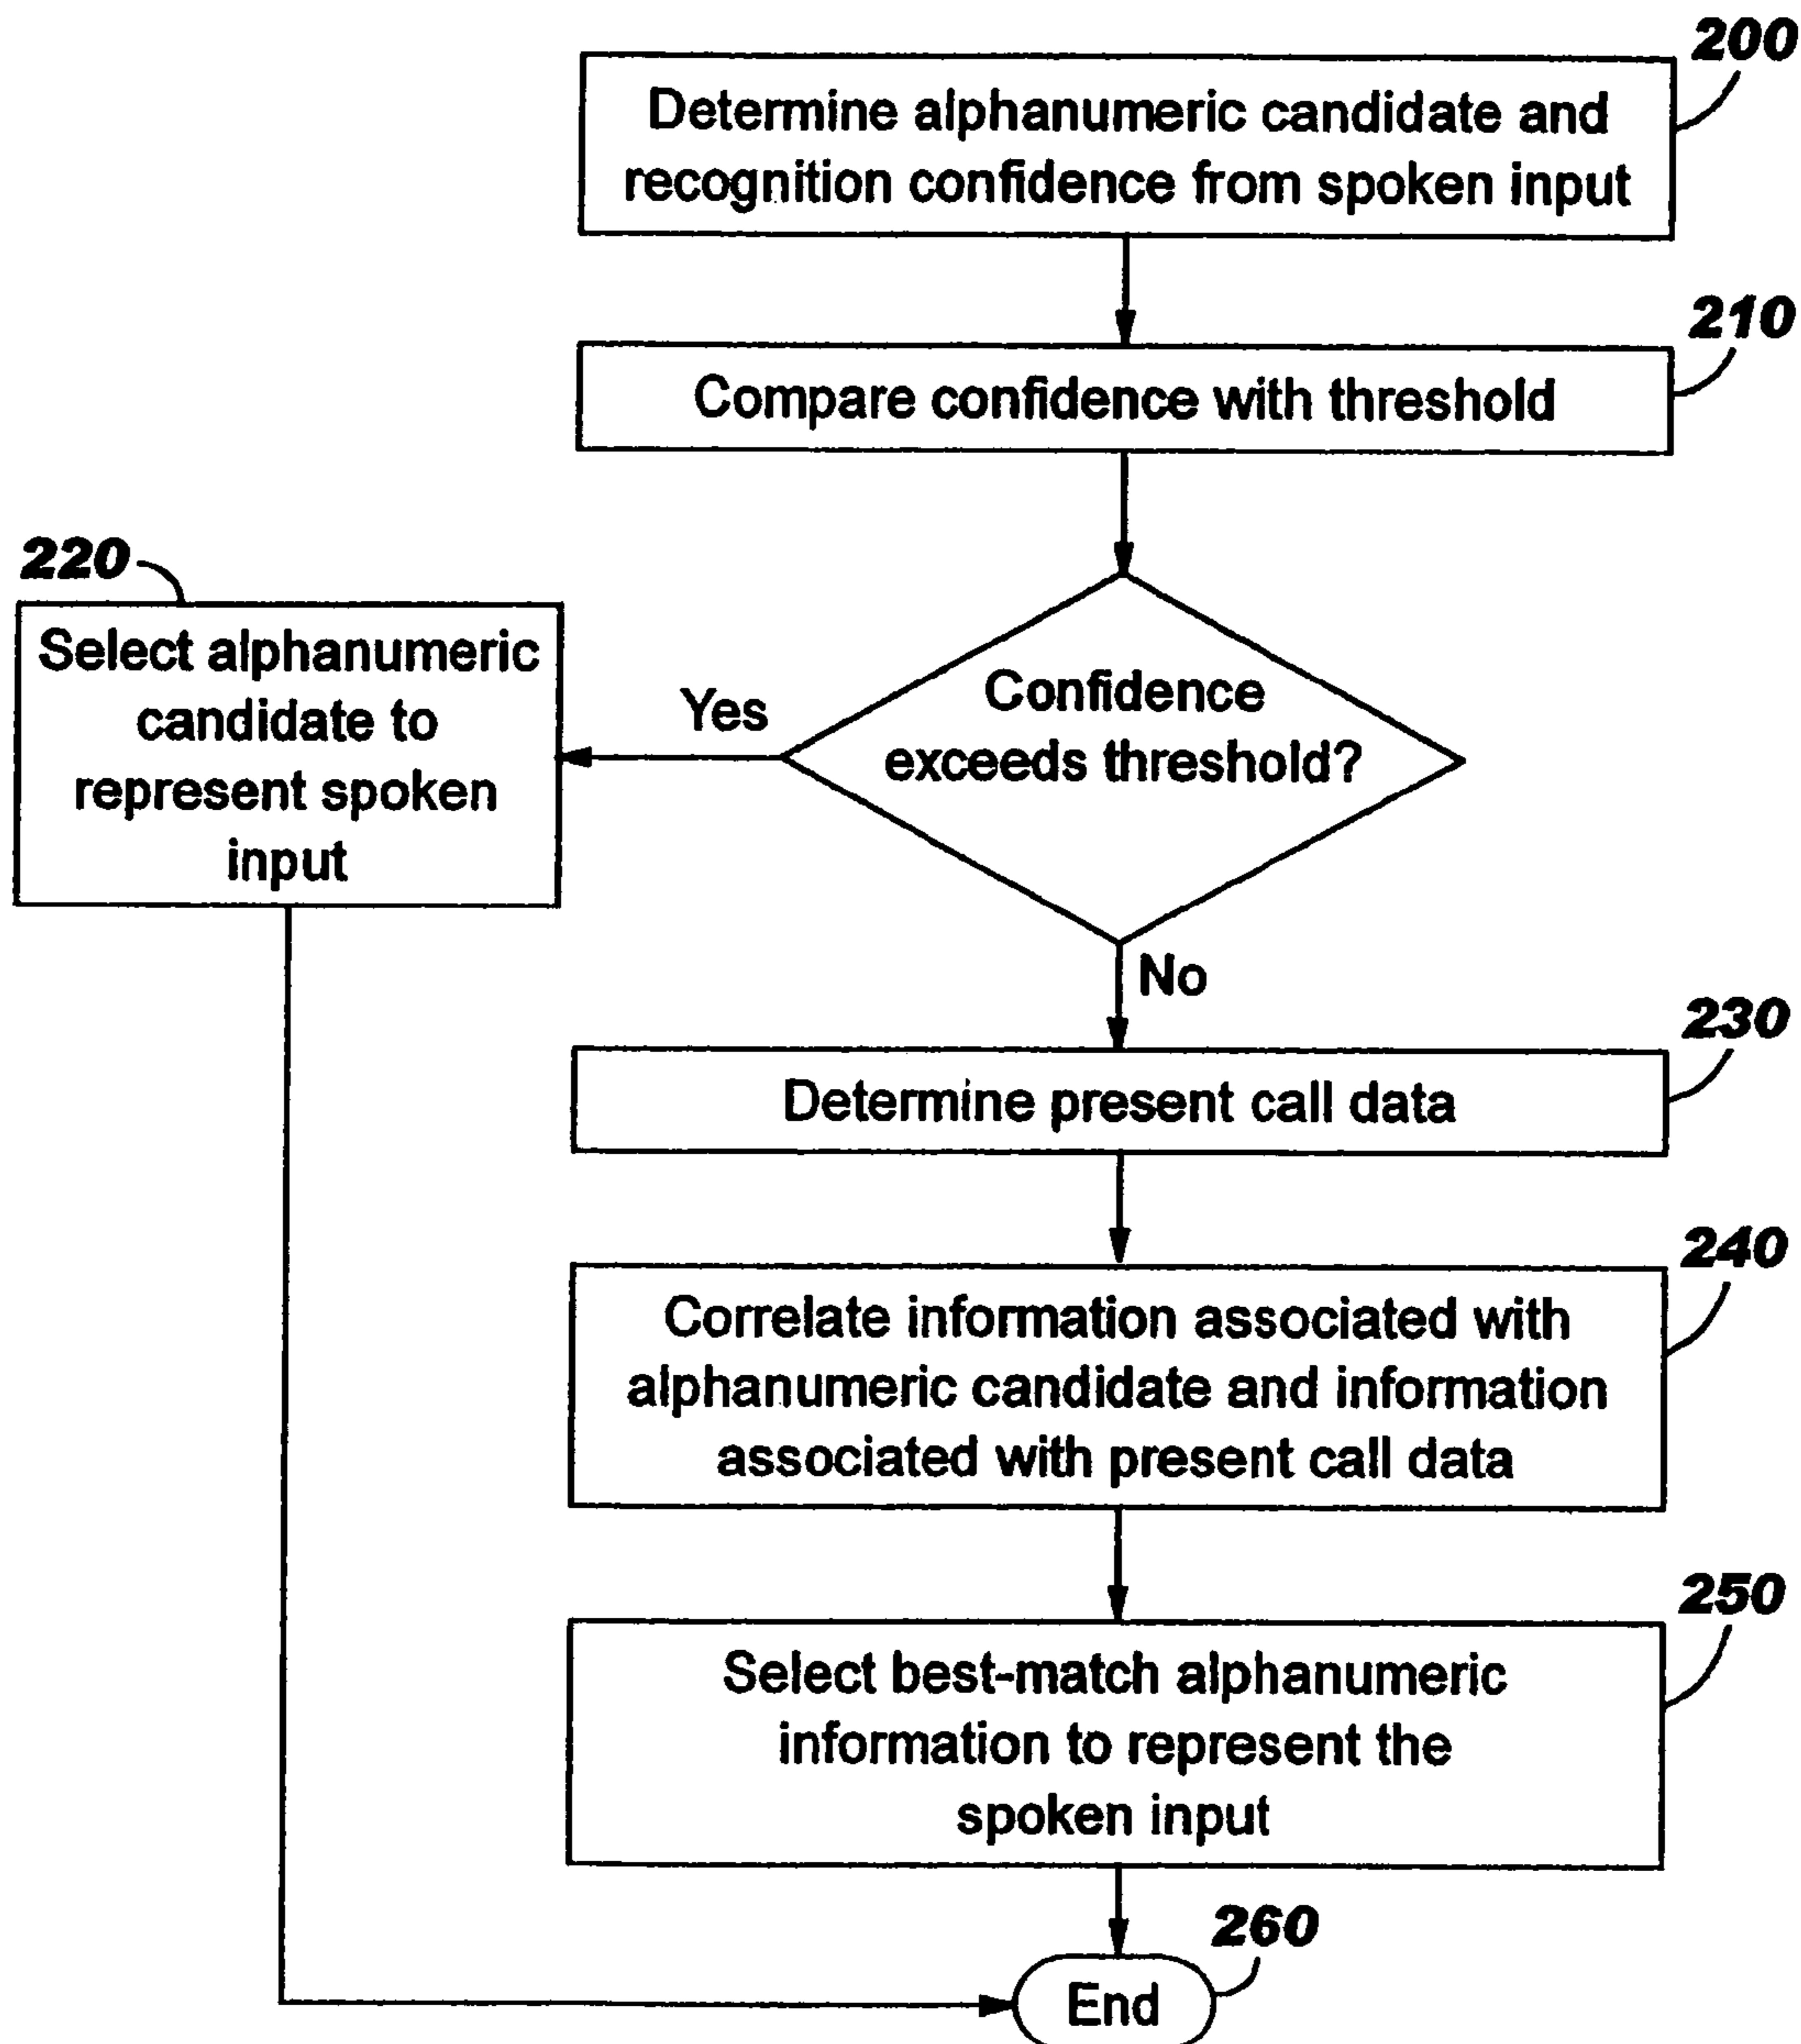 200
Determine alphanumeric candidate and
recognition confidence from spoken input
210
Compare confidence with threshold
220
Select alphanumeric
candidate to
represent spoken
input
Yes
Confidence
exceeds threshold?
No
230
Determine present call data
240
Correlate information associated with
alphanumeric candidate and information
associated with present call data
250
Select best-match alphanumeric
information to represent the
spoken input
260
End